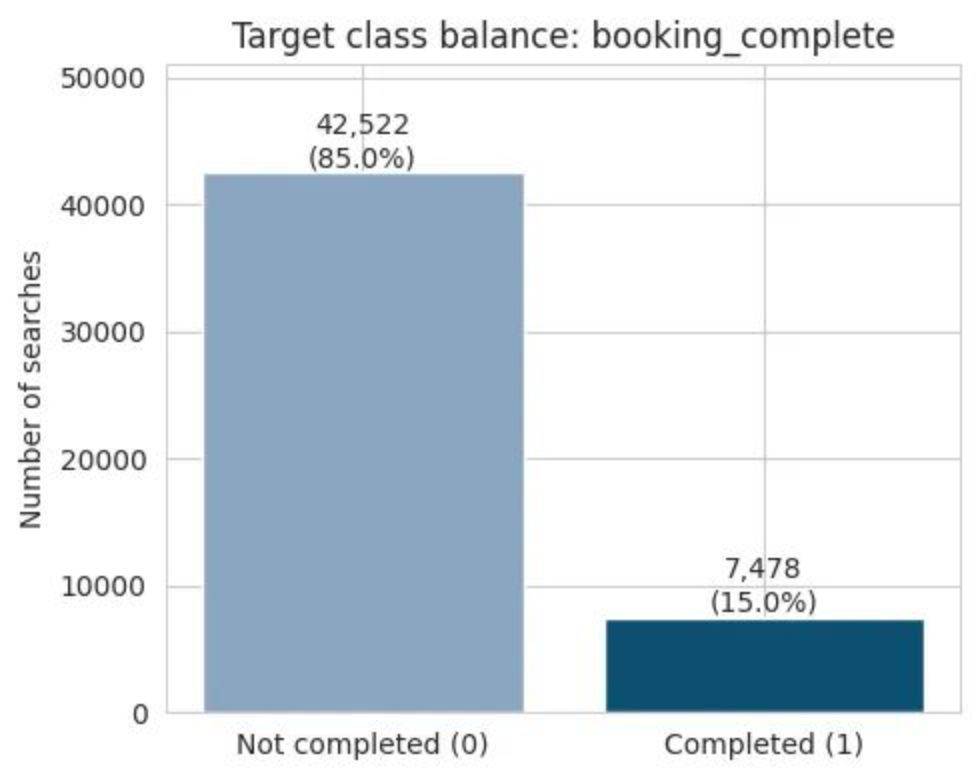 Target class balance: booking_complete
Number of searches
50000
40000
30000
20000
10000
0
42,522
(85.0%)
7,478
(15.0%)
Not completed (0)
Completed (1)